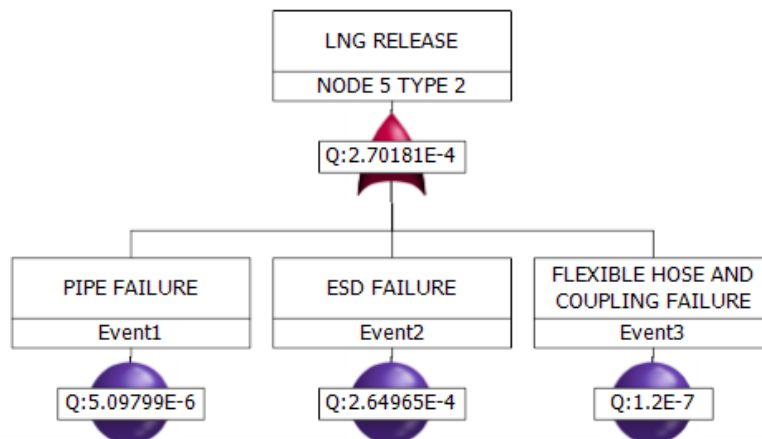 LNG RELEASE
NODE 5 TYPE 2
Q:2.70181E-4
PIPE FAILURE
Event1
Q:5.09799E-6
ESD FAILURE
Event2
Q:2.64965E-4
FLEXIBLE HOSE AND
COUPLING FAILURE
Event3
Q:1.2E-7